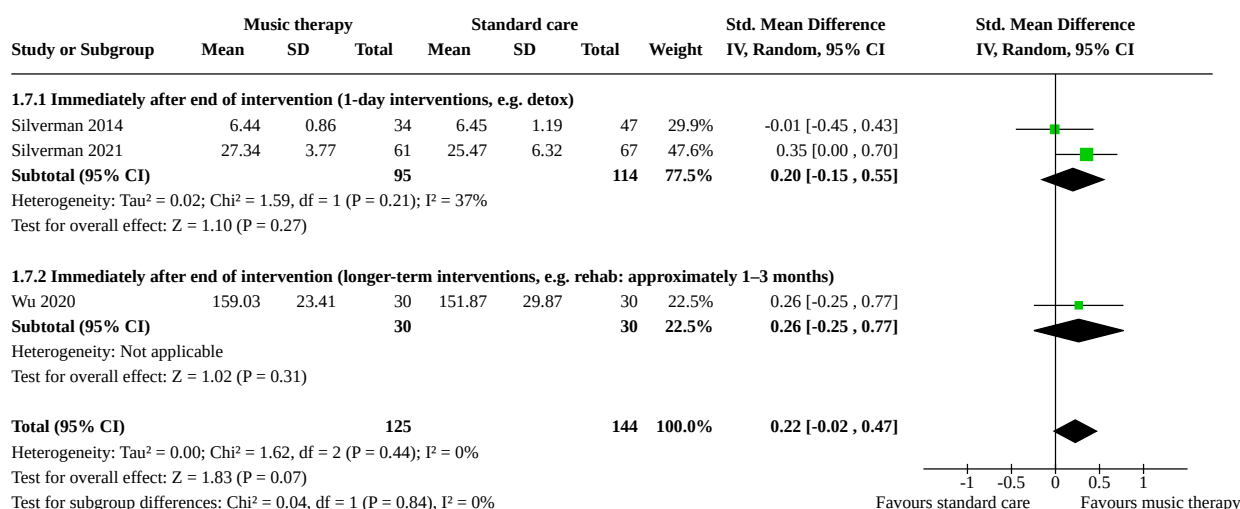 Music therapy Standard care Std. Mean Difference Std. Mean Difference
Study or Subgroup Mean SD Total Mean SD Total Weight IV, Random, 95% CI IV, Random, 95% CI
1.7.1 Immediately after end of intervention (1-day interventions, e.g. detox)
Silverman 2014 6.44 0.86 34 6.45 1.19 47 29.9% -0.01 [-0.45 , 0.43]
Silverman 2021 27.34 3.77 61 25.47 6.32 67 47.6% 0.35 [0.00 , 0.70]
Subtotal (95% CI) 95 114 77.5% 0.20 [-0.15 , 0.55]
Heterogeneity: Tau² = 0.02; Chi² = 1.59, df = 1 (P = 0.21); I² = 37%
Test for overall effect: Z = 1.10 (P = 0.27)
1.7.2 Immediately after end of intervention (longer-term interventions, e.g. rehab: approximately 1–3 months)
Wu 2020 159.03 23.41 30 151.87 29.87 30 22.5% 0.26 [-0.25 , 0.77]
Subtotal (95% CI) 30 30 22.5% 0.26 [-0.25 , 0.77]
Heterogeneity: Not applicable
Test for overall effect: Z = 1.02 (P = 0.31)
Total (95% CI) 125 144 100.0% 0.22 [-0.02 , 0.47]
Heterogeneity: Tau² = 0.00; Chi² = 1.62, df = 2 (P = 0.44); I² = 0%
Test for overall effect: Z = 1.83 (P = 0.07)
-1 -0.5 0 0.5 1
Test for subgroup differences: Chi² = 0.04, df = 1 (P = 0.84), I² = 0%
Favours standard care Favours music therapy